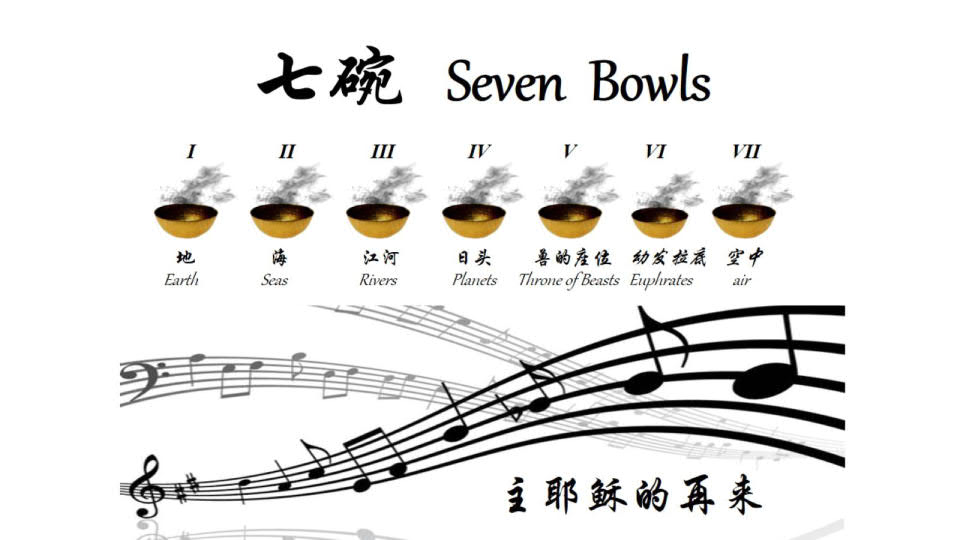 七碗 Seven Bowls
I II III IV V VI VII
地 海 江河 日头 兽的座位 幼发拉底 空中
Earth Seas Rivers Planets Throne of Beasts Euphrates air
主耶稣的再来